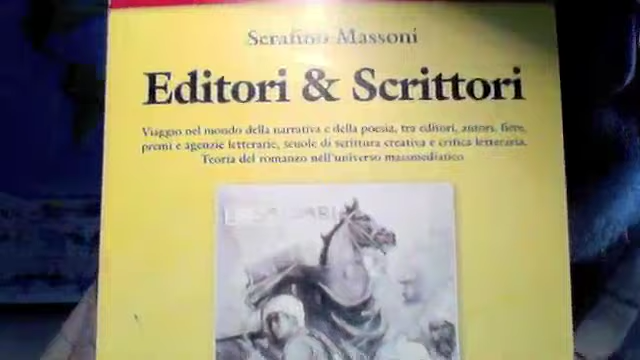 Serafino Massoni
Editori & Scrittori
Viaggio nel mondo della narrativa e della poesia, tra editori, autori, fiere,
premi e agenzie letterarie, scuole di scrittura creativa e critica letteraria.
Teoria del romanzo nell'universo massmediatico